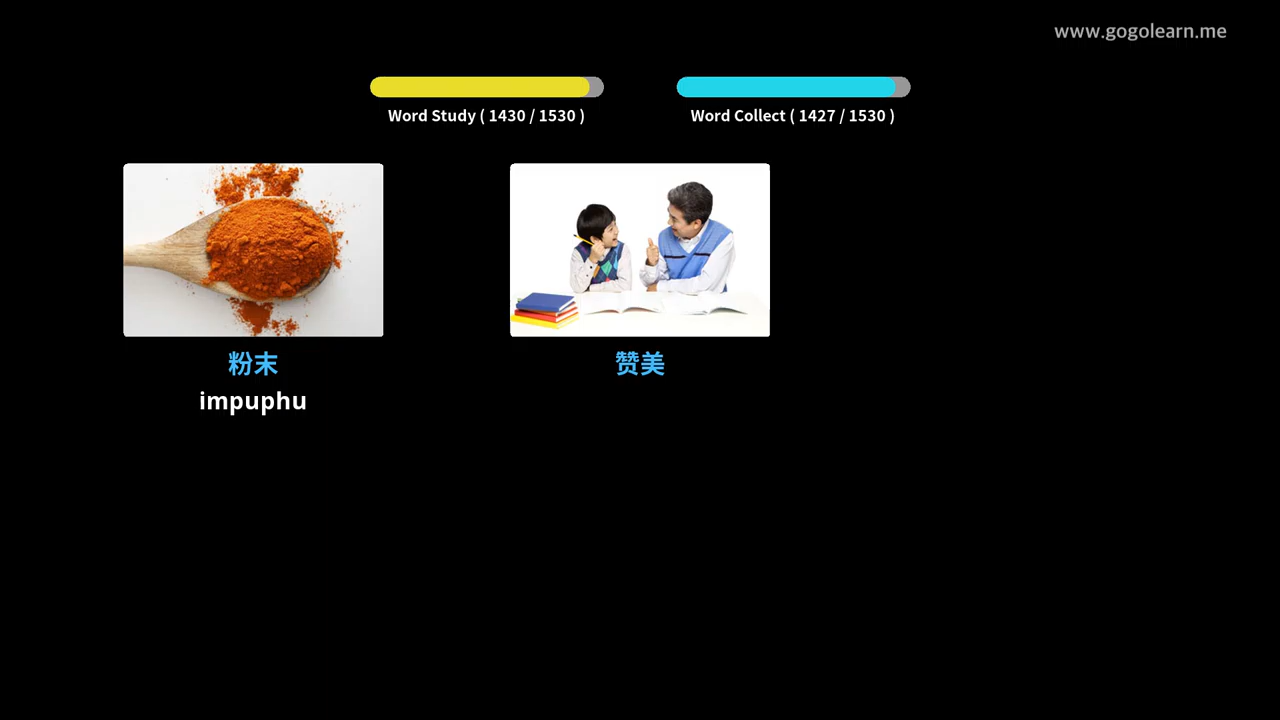 www.gogolearn.me
Word Study ( 1430 / 1530 )
Word Collect ( 1427 / 1530 )
粉末
赞美
impuphu